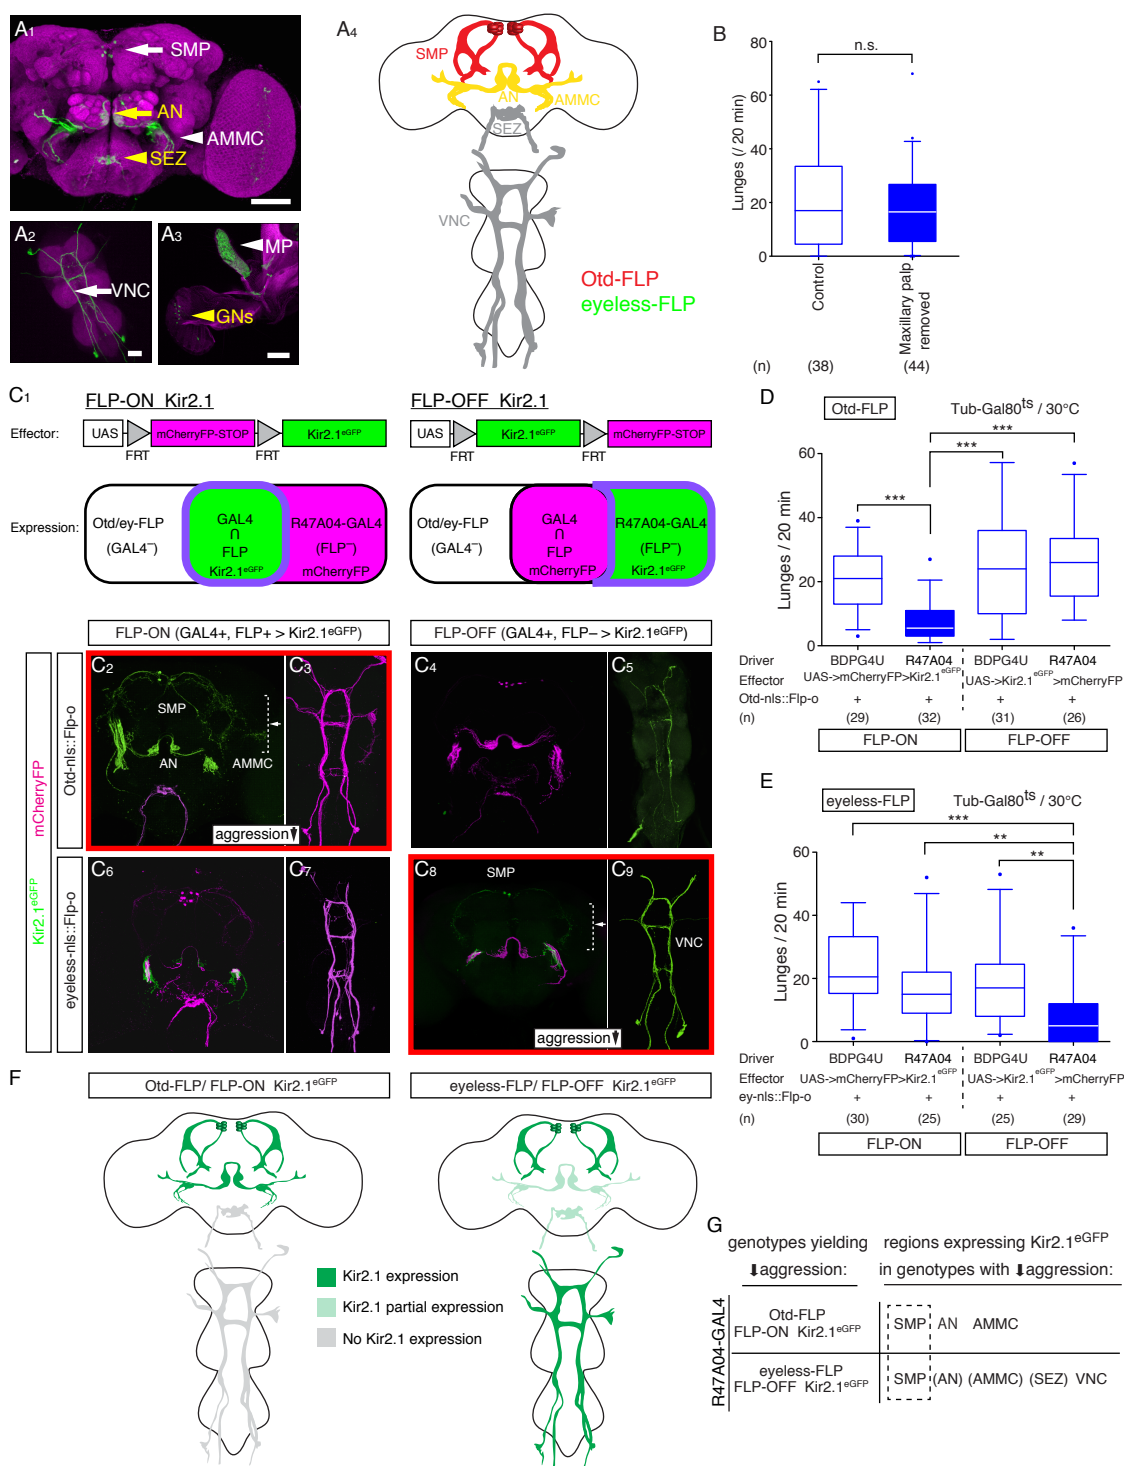 A1
SMP
AN
AMMC
SEZ
A2
VNC
A3
MP
GNs
A4
SMP
AN
AMMC
SEZ
VNC
Otd-FLP
eyeless-FLP
B
n.s.
Lunges (/ 20 min)
80
60
40
20
0
Control
Maxillary palp
removed
(n) (38) (44)
C1
FLP-ON Kir2.1
FLP-OFF Kir2.1
Effector:
UAS mCherryFP-STOP Kir2.1eGFP
FRT FRT
UAS Kir2.1eGFP mCherryFP-STOP
FRT FRT
Expression:
Otd/ey-FLP
(GAL4–)
GAL4
∩
FLP
Kir2.1eGFP
R47A04-GAL4
(FLP–)
mCherryFP
Otd/ey-FLP
(GAL4–)
GAL4
∩
FLP
mCherryFP
R47A04-GAL4
(FLP–)
Kir2.1eGFP
FLP-ON (GAL4+, FLP+ > Kir2.1eGFP)
FLP-OFF (GAL4+, FLP– > Kir2.1eGFP)
Kir2.1eGFP mCherryFP
Otd-nls::Flp-o
eyeless-nls::Flp-o
C2
SMP
AN
AMMC
aggression
C3
C4
C5
C6
C7
C8
SMP
aggression
C9
VNC
D
Otd-FLP
Tub-Gal80ts / 30°C
***
***
***
Lunges / 20 min
60
40
20
0
Driver BDPG4U R47A04 BDPG4U R47A04
Effector UAS->mCherryFP>Kir2.1eGFP UAS->Kir2.1eGFP>mCherryFP
Otd-nls::Flp-o + + + +
(n) (29) (32) (31) (26)
FLP-ON FLP-OFF
E
eyeless-FLP
Tub-Gal80ts / 30°C
***
**
**
Lunges / 20 min
60
40
20
0
Driver BDPG4U R47A04 BDPG4U R47A04
Effector UAS->mCherryFP>Kir2.1eGFP UAS->Kir2.1eGFP>mCherryFP
ey-nls::Flp-o + + + +
(n) (30) (25) (25) (29)
FLP-ON FLP-OFF
F
Otd-FLP/ FLP-ON Kir2.1eGFP
eyeless-FLP/ FLP-OFF Kir2.1eGFP
Kir2.1 expression
Kir2.1 partial expression
No Kir2.1 expression
G
genotypes yielding
⬇aggression:
regions expressing Kir2.1eGFP
in genotypes with ⬇aggression:
R47A04-GAL4
Otd-FLP
FLP-ON Kir2.1eGFP
SMP AN AMMC
eyeless-FLP
FLP-OFF Kir2.1eGFP
SMP (AN) (AMMC) (SEZ) VNC